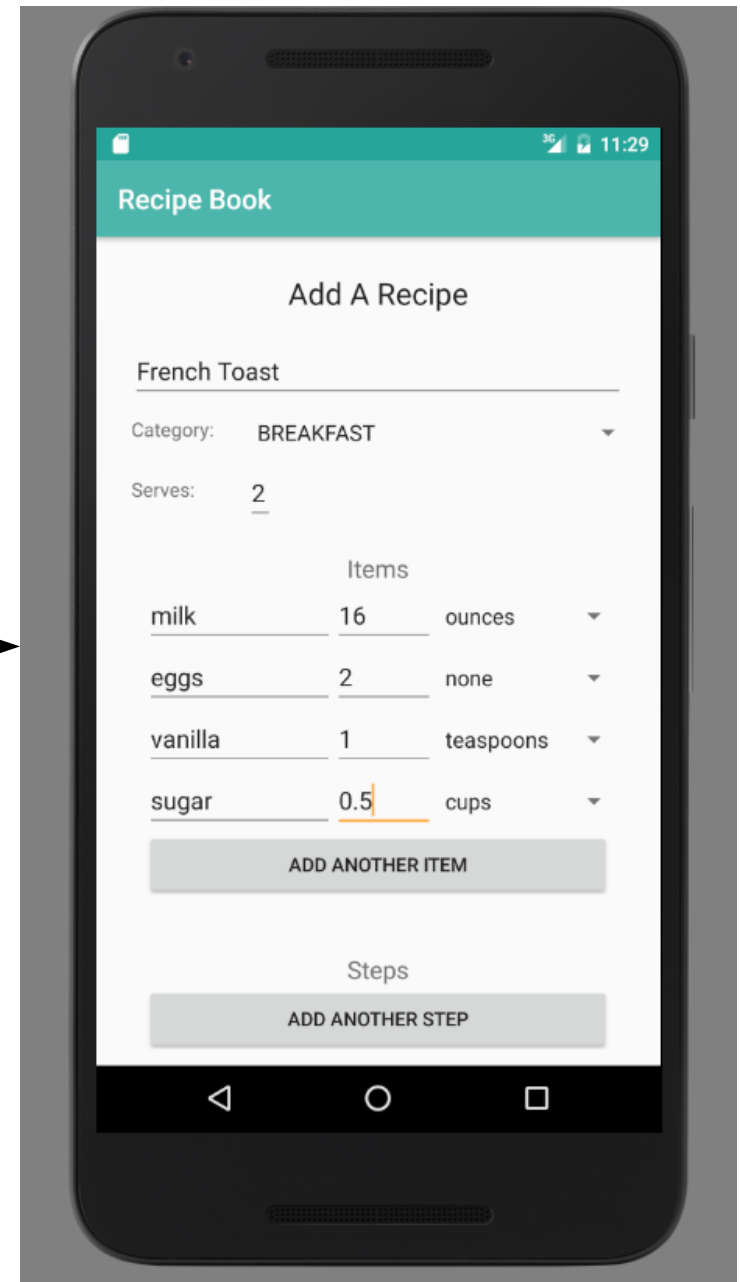 3G 11:29
Recipe Book
Add A Recipe
French Toast
Category: BREAKFAST
Serves: 2
Items
milk 16 ounces
eggs 2 none
vanilla 1 teaspoons
sugar 0.5 cups
ADD ANOTHER ITEM
Steps
ADD ANOTHER STEP